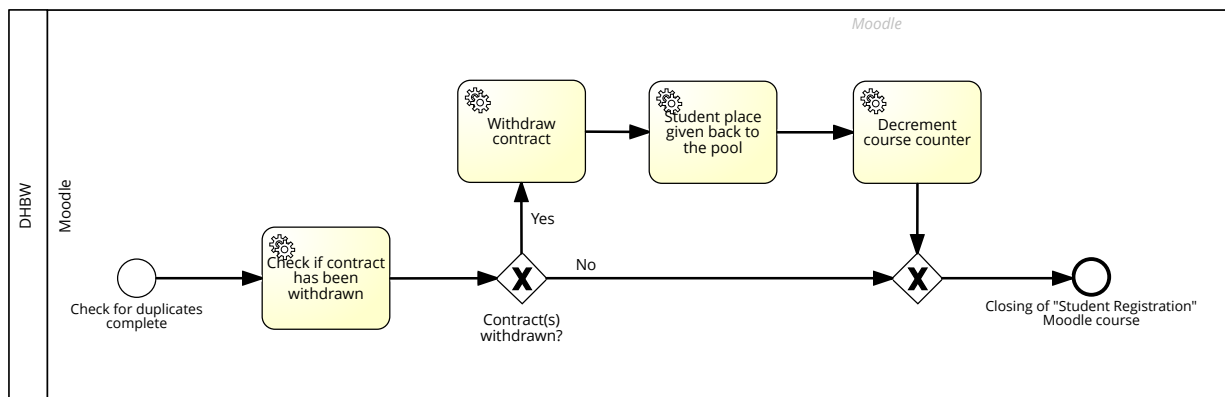 Moodle
DHBW
Moodle
Withdraw
contract
Student place
given back to
the pool
Decrement
course counter
Yes
Check if contract
has been
withdrawn
No
Check for duplicates
complete
Contract(s)
withdrawn?
Closing of "Student Registration"
Moodle course